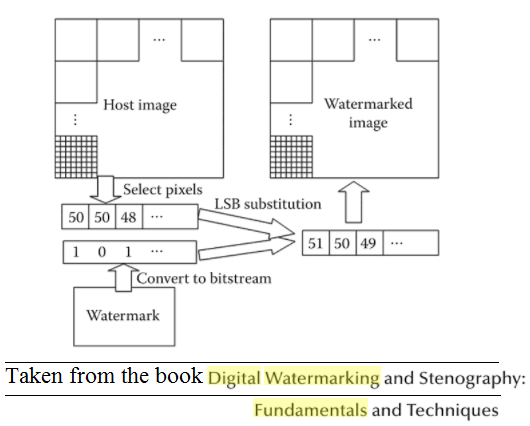 ...
...
Host image
Watermarked
image
⋮
⋮
Select pixels
LSB substitution
50 50 48 ...
51 50 49 ...
1 0 1 ...
Convert to bitstream
Watermark
Taken from the book Digital Watermarking and Stenography:
Fundamentals and Techniques